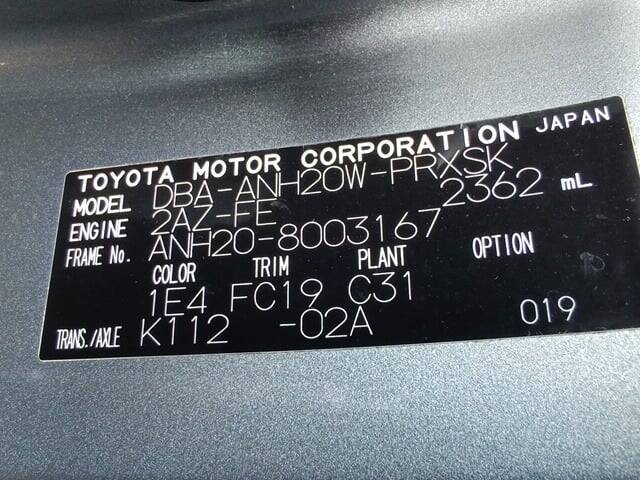 TOYOTA MOTOR CORPORATION JAPAN
MODEL DBA-ANH20W-PRXSK
ENGINE 2AZ-FE 2362 mL
FRAME No. ANH20-8003167
COLOR TRIM PLANT OPTION
1E4 FC19 C31
TRANS./AXLE K112 -02A 019